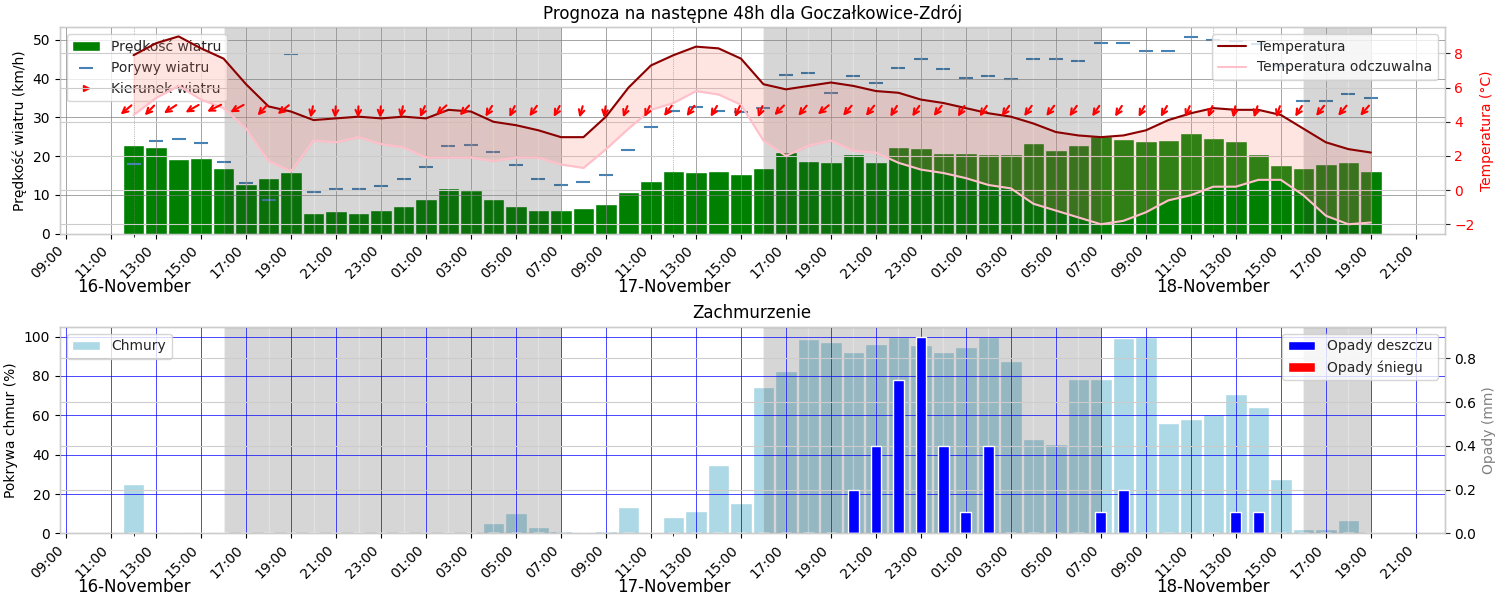 Prognoza na następne 48h dla Goczałkowice-Zdrój
Prędkość wiatru (km/h)
50
40
30
20
10
0
Prędkość wiatru
Porywy wiatru
Kierunek wiatru
Temperatura
Temperatura odczuwalna
8
6
4
2
0
−2
Temperatura (°C)
09:00 11:00 13:00 15:00 17:00 19:00 21:00 23:00 01:00 03:00 05:00 07:00 09:00 11:00 13:00 15:00 17:00 19:00 21:00 23:00 01:00 03:00 05:00 07:00 09:00 11:00 13:00 15:00 17:00 19:00 21:00
16-November 17-November 18-November
Zachmurzenie
Pokrywa chmur (%)
100
80
60
40
20
0
Chmury
Opady deszczu
Opady śniegu
0.8
0.6
0.4
0.2
0.0
Opady (mm)
09:00 11:00 13:00 15:00 17:00 19:00 21:00 23:00 01:00 03:00 05:00 07:00 09:00 11:00 13:00 15:00 17:00 19:00 21:00 23:00 01:00 03:00 05:00 07:00 09:00 11:00 13:00 15:00 17:00 19:00 21:00
16-November 17-November 18-November